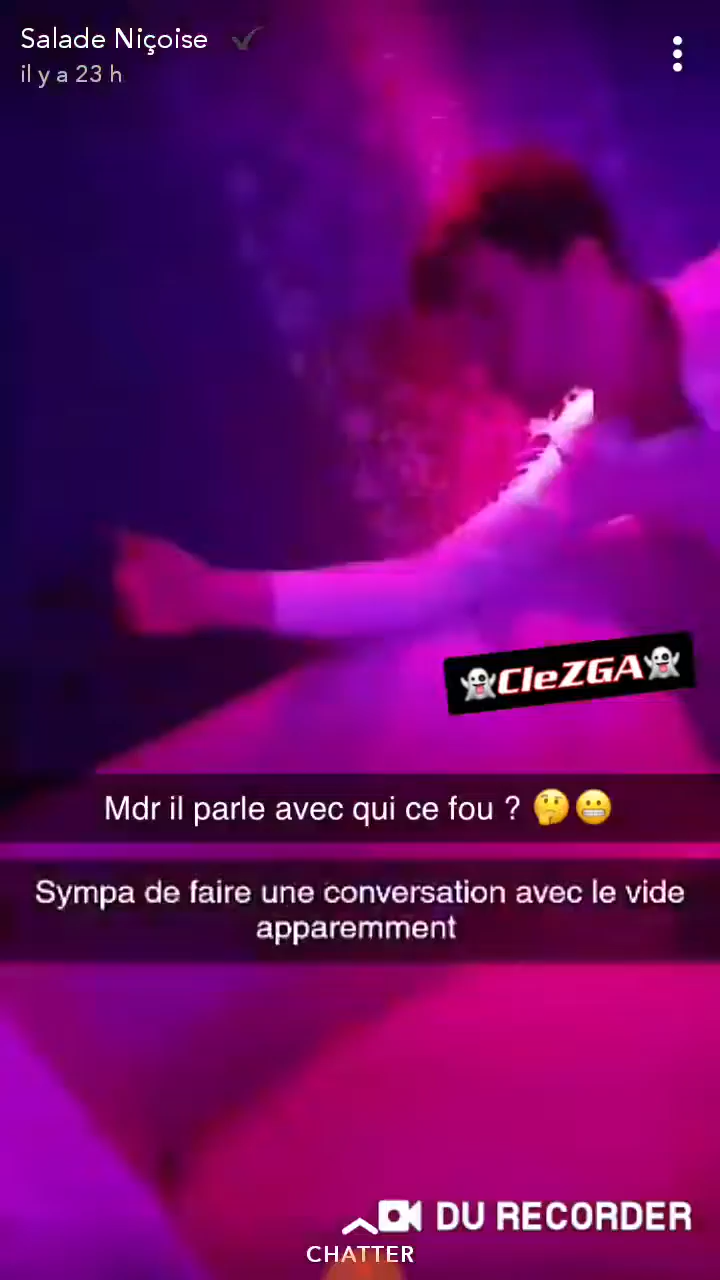 Salade Niçoise
il y a 23 h
CleZGA
Mdr il parle avec qui ce fou ? 🤔😬
Sympa de faire une conversation avec le vide
apparemment
DU RECORDER
CHATTER